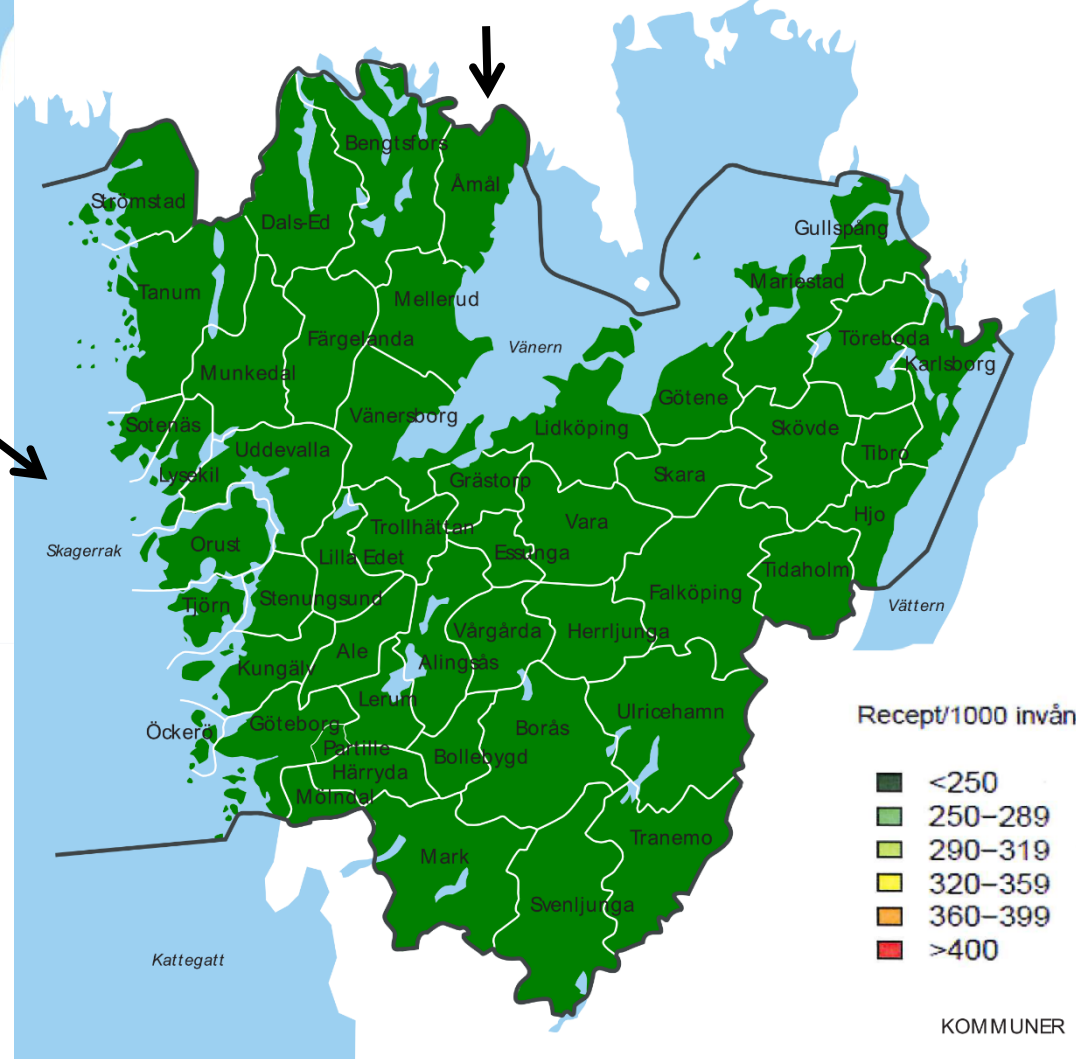 Bengtsfors
Åmål
Strömstad
Dals-Ed
Gullspång
Tanum
Mellerud
Mariestad
Färgelanda
Vänern
Töreboda
Karlsborg
Munkedal
Götene
Vänersborg
Sotenäs
Lidköping
Skövde
Uddevalla
Tibro
Lysekil
Grästorp
Skara
Hjo
Trollhättan
Vara
Skagerrak
Orust
Lilla Edet
Essunga
Tidaholm
Stenungsund
Falköping
Tjörn
Vättern
Vårgårda
Herrljunga
Ale
Kungälv
Alingsås
Lerum
Ulricehamn
Recept/1000 invån
Öckerö
Göteborg
Borås
Partille
Bollebygd
Härryda
<250
Mölndal
250–289
Tranemo
290–319
Mark
320–359
Svenljunga
360–399
>400
Kattegatt
KOMMUNER